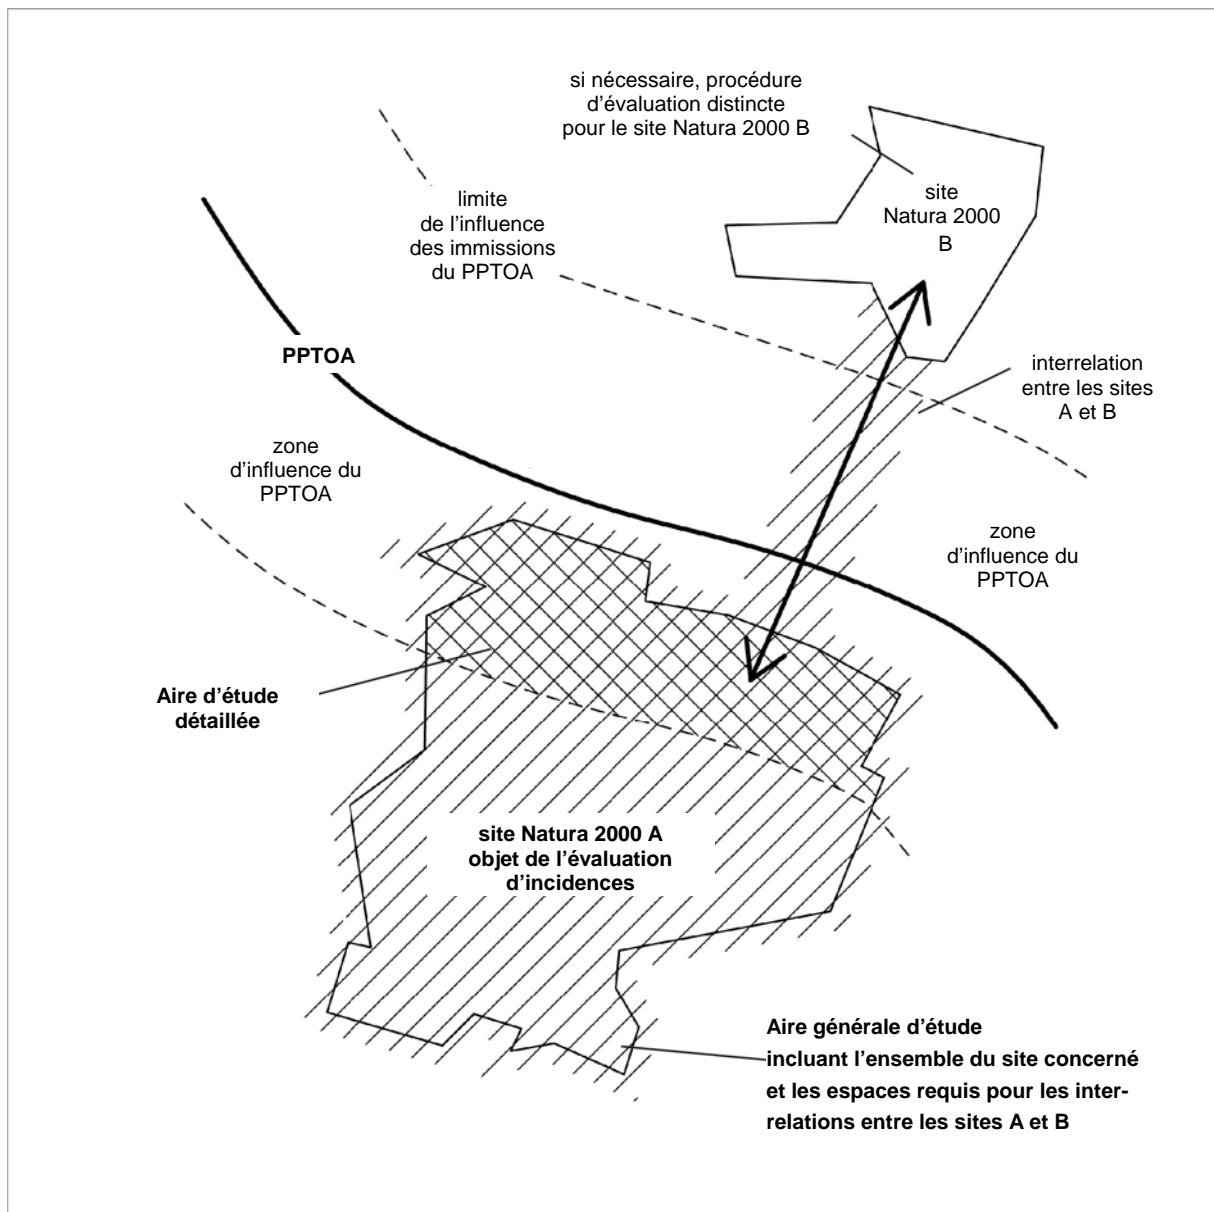 si nécessaire, procédure
d’évaluation distincte
pour le site Natura 2000 B
site
Natura 2000
B
limite
de l’influence
des immissions
du PPTOA
PPTOA
interrelation
entre les sites
A et B
zone
d’influence du
PPTOA
zone
d’influence du
PPTOA
Aire d’étude
détaillée
site Natura 2000 A
objet de l’évaluation
d’incidences
Aire générale d’étude
incluant l’ensemble du site concerné
et les espaces requis pour les inter-
relations entre les sites A et B